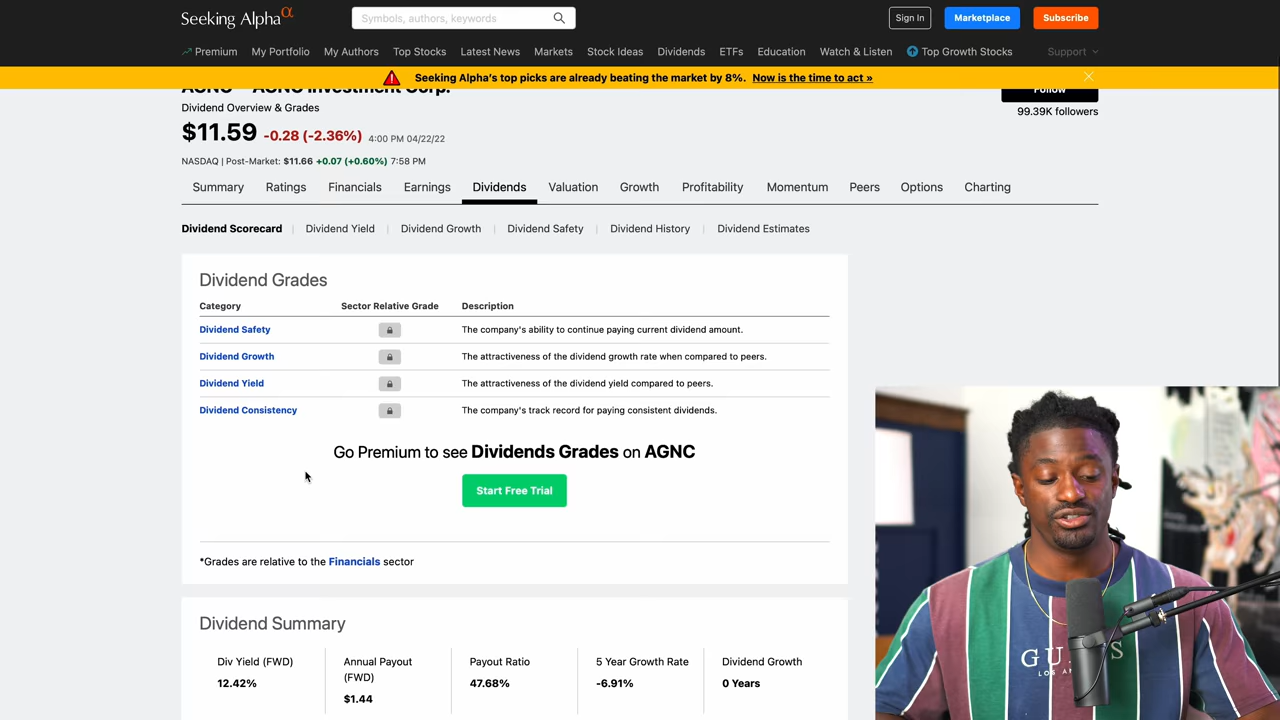 Seeking Alpha α
Symbols, authors, keywords
Sign In
Marketplace
Subscribe
Premium My Portfolio My Authors Top Stocks Latest News Markets Stock Ideas Dividends ETFs Education Watch & Listen Top Growth Stocks Support
Seeking Alpha's top picks are already beating the market by 8%. Now is the time to act »
AGNC - AGNC Investment Corp.
Follow
Dividend Overview & Grades
99.39K followers
$11.59 -0.28 (-2.36%) 4:00 PM 04/22/22
NASDAQ | Post-Market: $11.66 +0.07 (+0.60%) 7:58 PM
Summary Ratings Financials Earnings Dividends Valuation Growth Profitability Momentum Peers Options Charting
Dividend Scorecard | Dividend Yield | Dividend Growth | Dividend Safety | Dividend History | Dividend Estimates
Dividend Grades
Category Sector Relative Grade Description
Dividend Safety The company's ability to continue paying current dividend amount.
Dividend Growth The attractiveness of the dividend growth rate when compared to peers.
Dividend Yield The attractiveness of the dividend yield compared to peers.
Dividend Consistency The company's track record for paying consistent dividends.
Go Premium to see Dividends Grades on AGNC
Start Free Trial
*Grades are relative to the Financials sector
Dividend Summary
Div Yield (FWD)
12.42%
Annual Payout
(FWD)
$1.44
Payout Ratio
47.68%
5 Year Growth Rate
-6.91%
Dividend Growth
0 Years